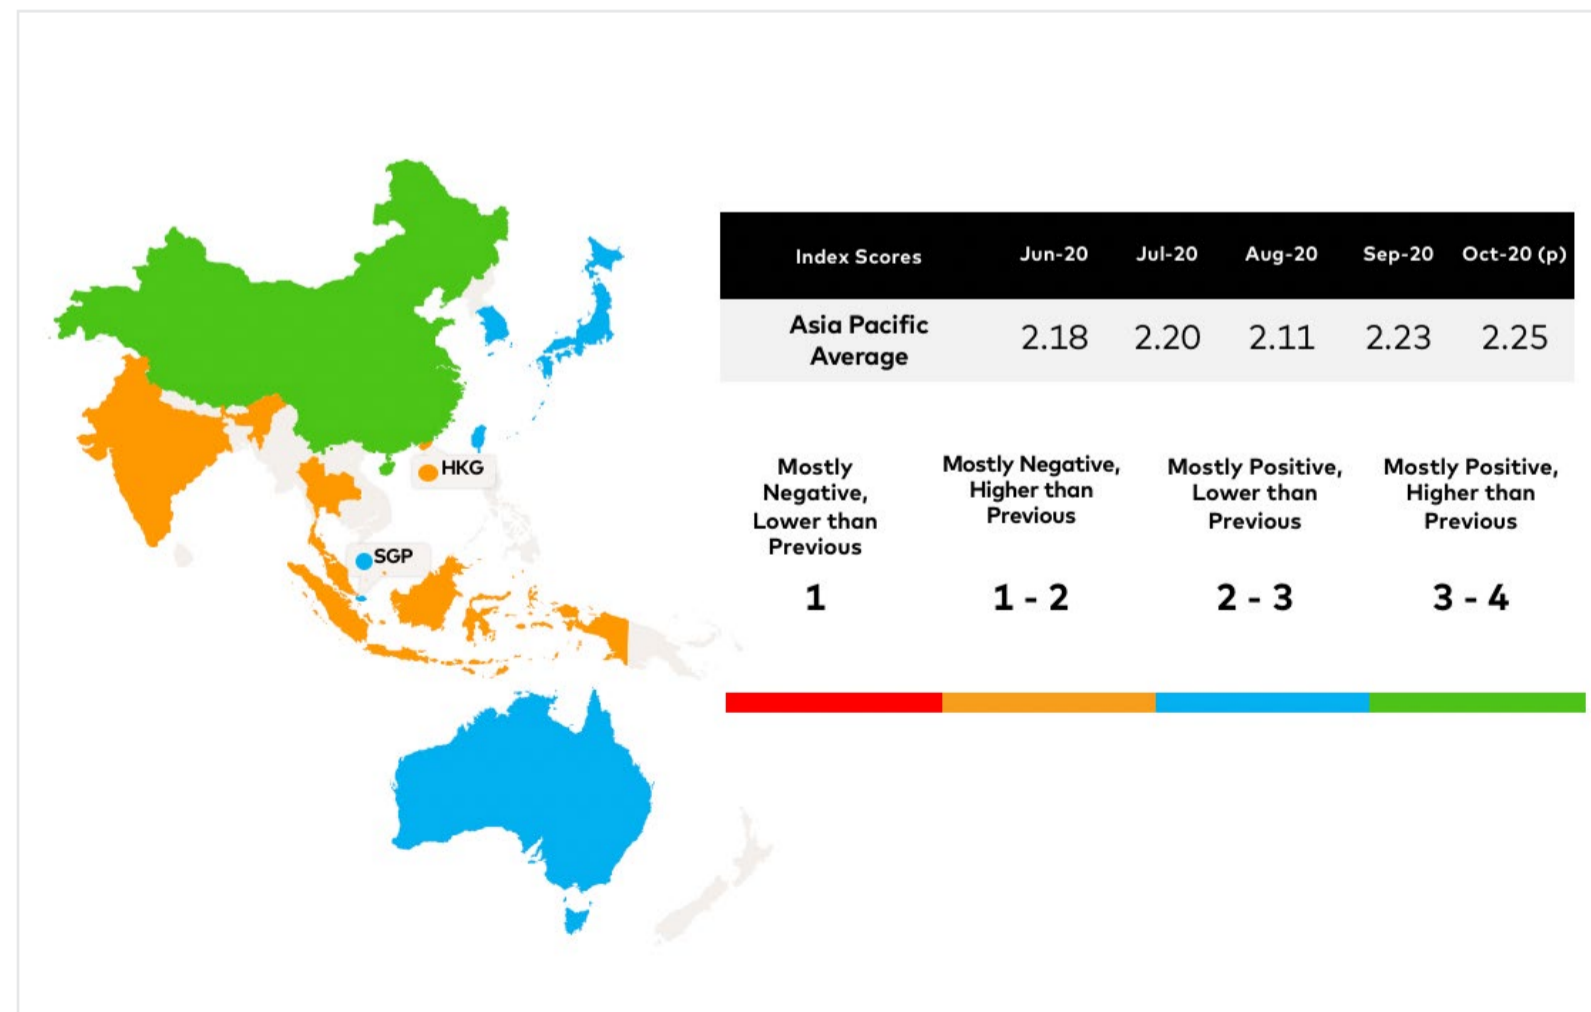 HKG
SGP
Index Scores Jun-20 Jul-20 Aug-20 Sep-20 Oct-20 (p)
Asia Pacific
Average
2.18 2.20 2.11 2.23 2.25
Mostly
Negative,
Lower than
Previous
1
Mostly Negative,
Higher than
Previous
1 - 2
Mostly Positive,
Lower than
Previous
2 - 3
Mostly Positive,
Higher than
Previous
3 - 4